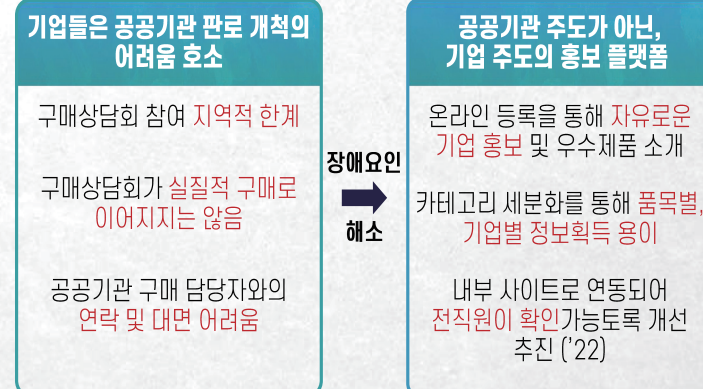 기업들은 공공기관 판로 개척의
어려움 호소
구매상담회 참여 지역적 한계
구매상담회가 실질적 구매로
이어지지는 않음
공공기관 구매 담당자와의
연락 및 대면 어려움
장애요인
해소
공공기관 주도가 아닌,
기업 주도의 홍보 플랫폼
온라인 등록을 통해 자유로운
기업 홍보 및 우수제품 소개
카테고리 세분화를 통해 품목별,
기업별 정보획득 용이
내부 사이트로 연동되어
전직원이 확인가능토록 개선
추진 ('22)